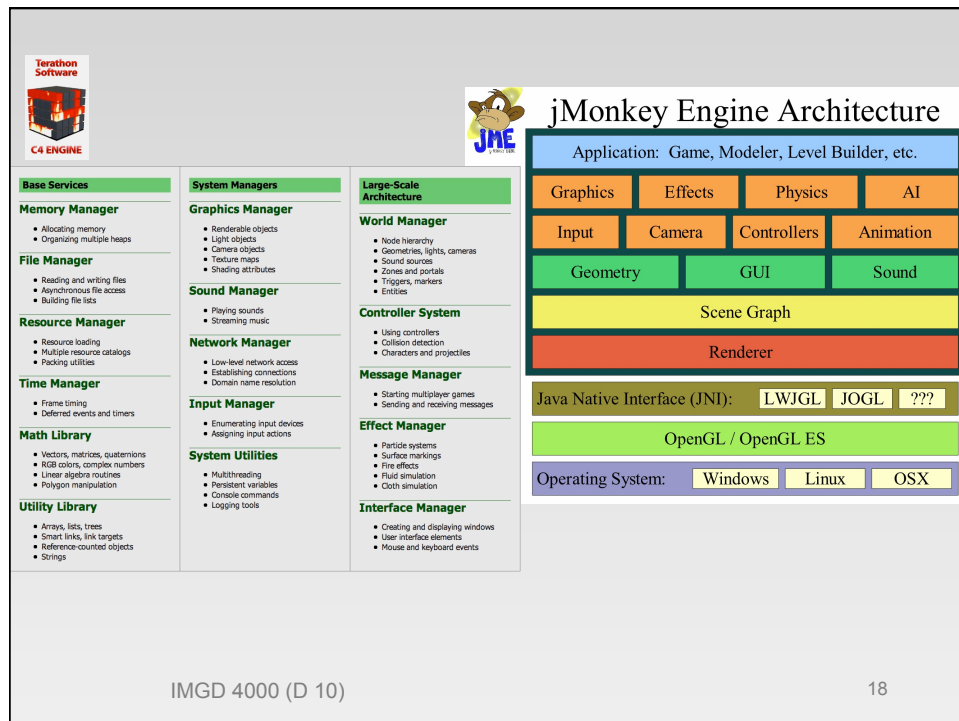 Terathon
Software
C4 ENGINE
Base Services
Memory Manager
Allocating memory
Organizing multiple heaps
File Manager
Reading and writing files
Asynchronous file access
Building file lists
Resource Manager
Resource loading
Multiple resource catalogs
Packing utilities
Time Manager
Frame timing
Deferred events and timers
Math Library
Vectors, matrices, quaternions
RGB colors, complex numbers
Linear algebra routines
Polygon manipulation
Utility Library
Arrays, lists, trees
Smart links, link targets
Reference-counted objects
Strings
System Managers
Graphics Manager
Renderable objects
Light objects
Camera objects
Texture maps
Shading attributes
Sound Manager
Playing sounds
Streaming music
Network Manager
Low-level network access
Establishing connections
Domain name resolution
Input Manager
Enumerating input devices
Assigning input actions
System Utilities
Multithreading
Persistent variables
Console commands
Logging tools
Large-Scale
Architecture
World Manager
Node hierarchy
Geometries, lights, cameras
Sound sources
Zones and portals
Triggers, markers
Entities
Controller System
Using controllers
Collision detection
Characters and projectiles
Message Manager
Starting multiplayer games
Sending and receiving messages
Effect Manager
Particle systems
Surface markings
Fire effects
Fluid simulation
Cloth simulation
Interface Manager
Creating and displaying windows
User interface elements
Mouse and keyboard events
JME
jMonkey Engine Architecture
Application: Game, Modeler, Level Builder, etc.
Graphics Effects Physics AI
Input Camera Controllers Animation
Geometry GUI Sound
Scene Graph
Renderer
Java Native Interface (JNI): LWJGL JOGL ???
OpenGL / OpenGL ES
Operating System: Windows Linux OSX
IMGD 4000 (D 10)
18